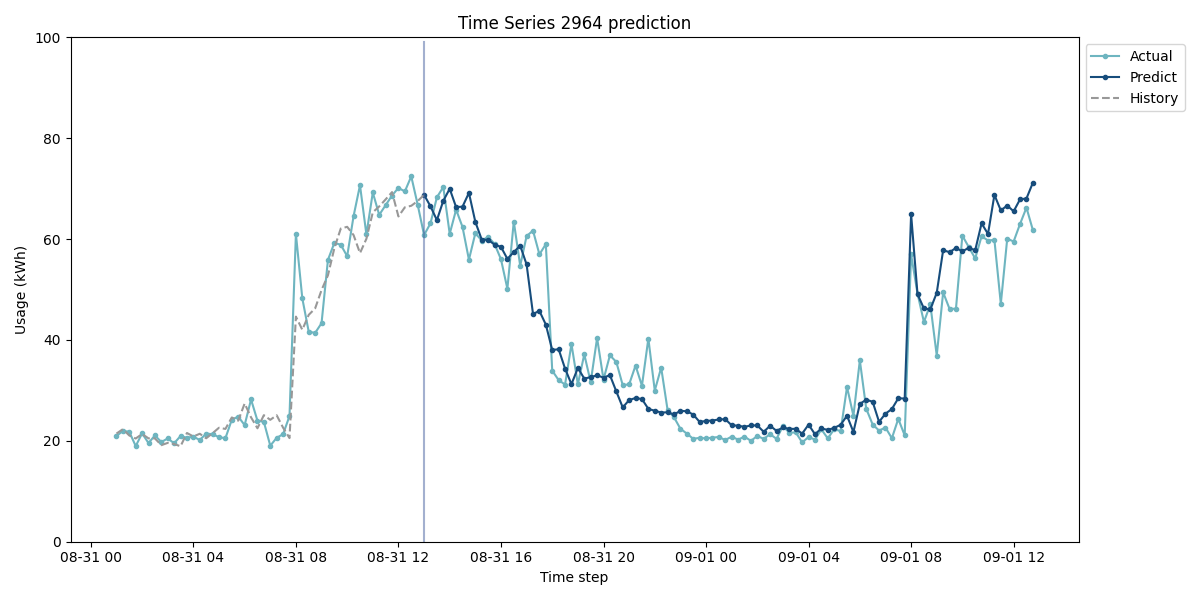 Time Series 2964 prediction
100
80
60
40
20
0
Usage (kWh)
08-31 00 08-31 04 08-31 08 08-31 12 08-31 16 08-31 20 09-01 00 09-01 04 09-01 08 09-01 12
Time step
Actual
Predict
History